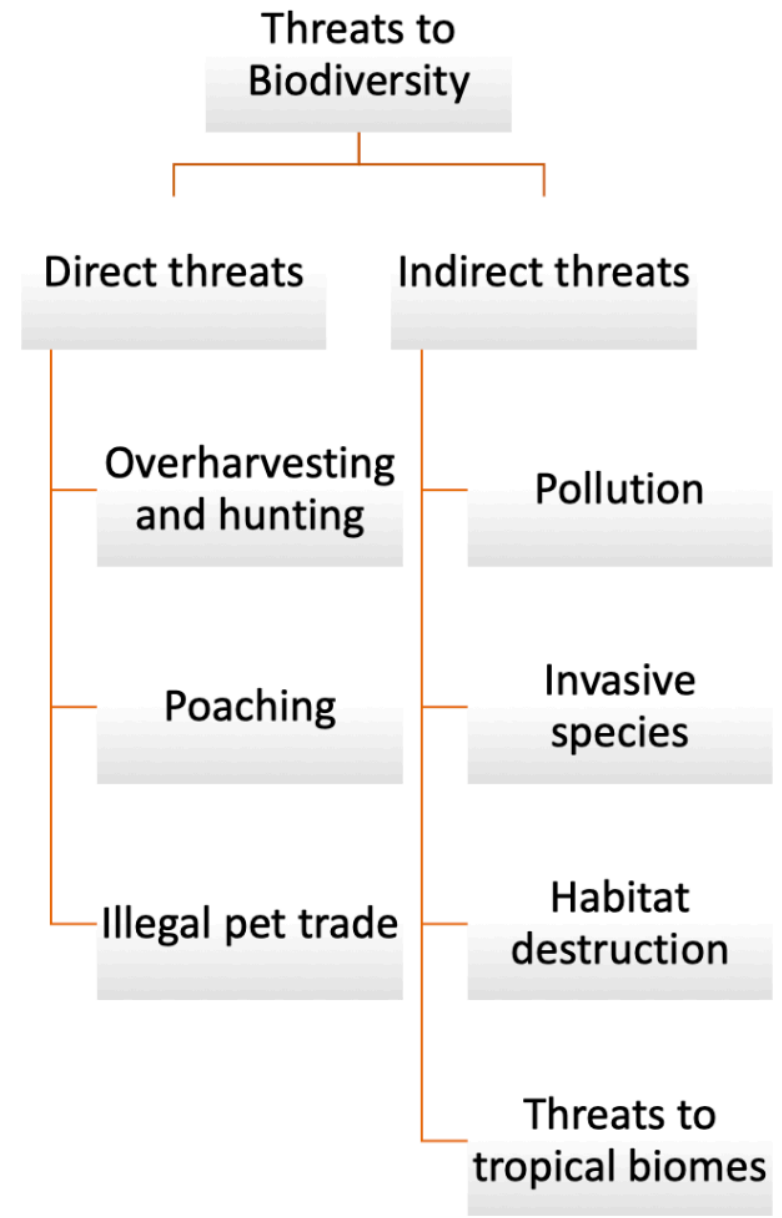 Threats to
Biodiversity
Direct threats
Indirect threats
Overharvesting
and hunting
Pollution
Poaching
Invasive
species
Illegal pet trade
Habitat
destruction
Threats to
tropical biomes